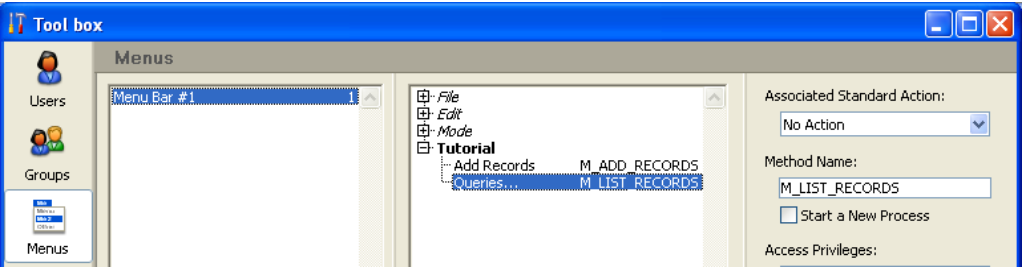 Tool box
Users
Groups
Menus
Menus
Menu Bar #1 1
File
Edit
Mode
Tutorial
Add Records M_ADD_RECORDS
Queries... M_LIST_RECORDS
Associated Standard Action:
No Action
Method Name:
M_LIST_RECORDS
Start a New Process
Access Privileges: